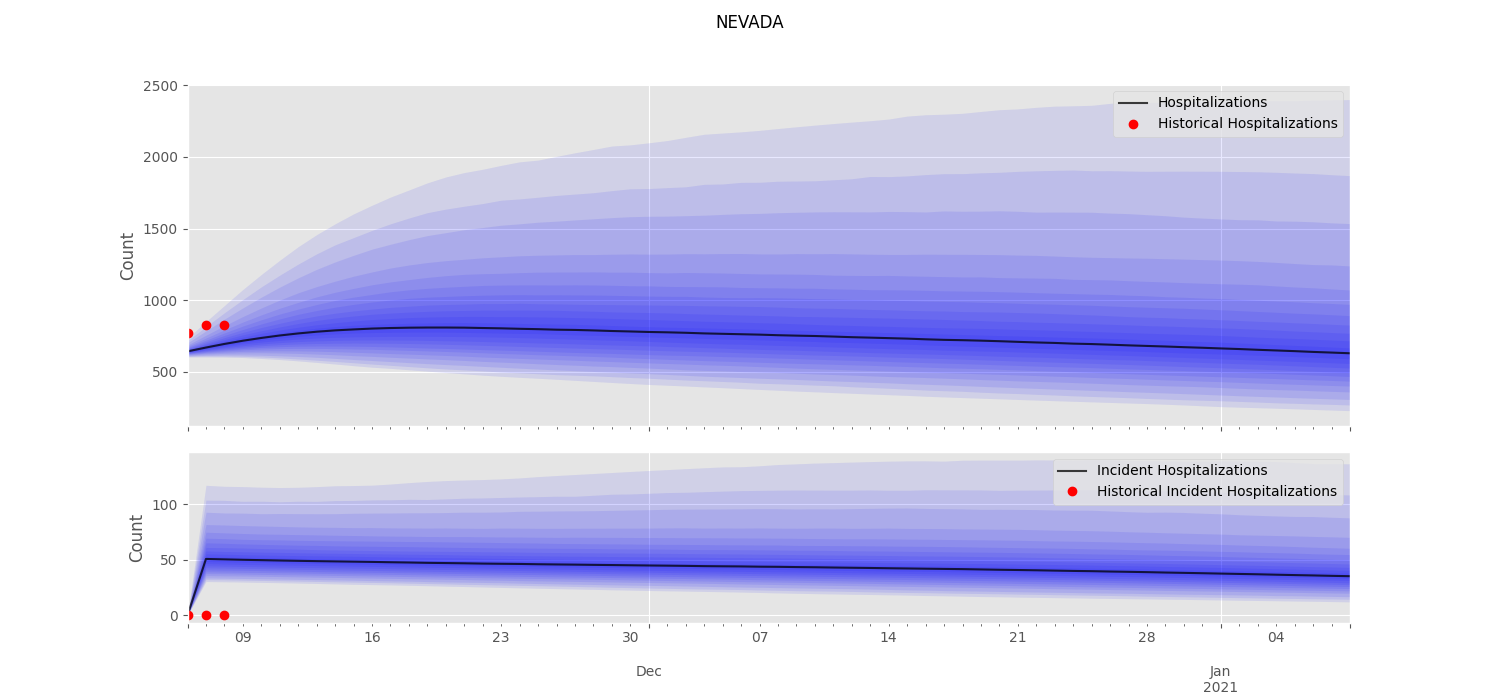 NEVADA
2500
2000
1500
1000
500
Count
Hospitalizations
Historical Hospitalizations
100
50
0
Count
Incident Hospitalizations
Historical Incident Hospitalizations
09 16 23 30 07 14 21 28 04
Dec Jan
2021